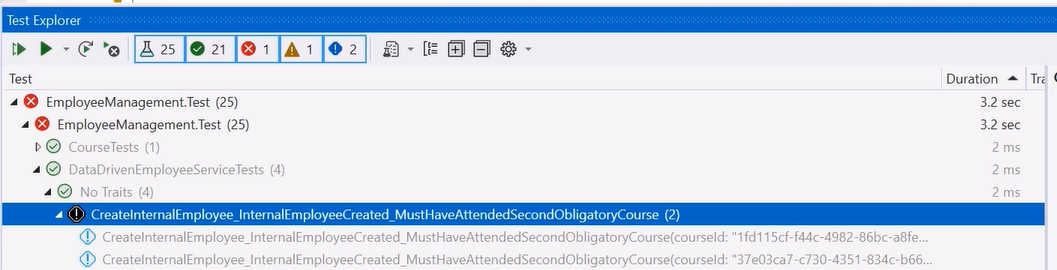 Test Explorer
25 21 1 1 2
Test Duration
EmployeeManagement.Test (25) 3.2 sec
EmployeeManagement.Test (25) 3.2 sec
CourseTests (1) 2 ms
DataDrivenEmployeeServiceTests (4) 2 ms
No Traits (4) 2 ms
CreateInternalEmployee_InternalEmployeeCreated_MustHaveAttendedSecondObligatoryCourse (2)
CreateInternalEmployee_InternalEmployeeCreated_MustHaveAttendedSecondObligatoryCourse(courseId: "1fd115cf-f44c-4982-86bc-a8fe...
CreateInternalEmployee_InternalEmployeeCreated_MustHaveAttendedSecondObligatoryCourse(courseId: "37e03ca7-c730-4351-834c-b66...